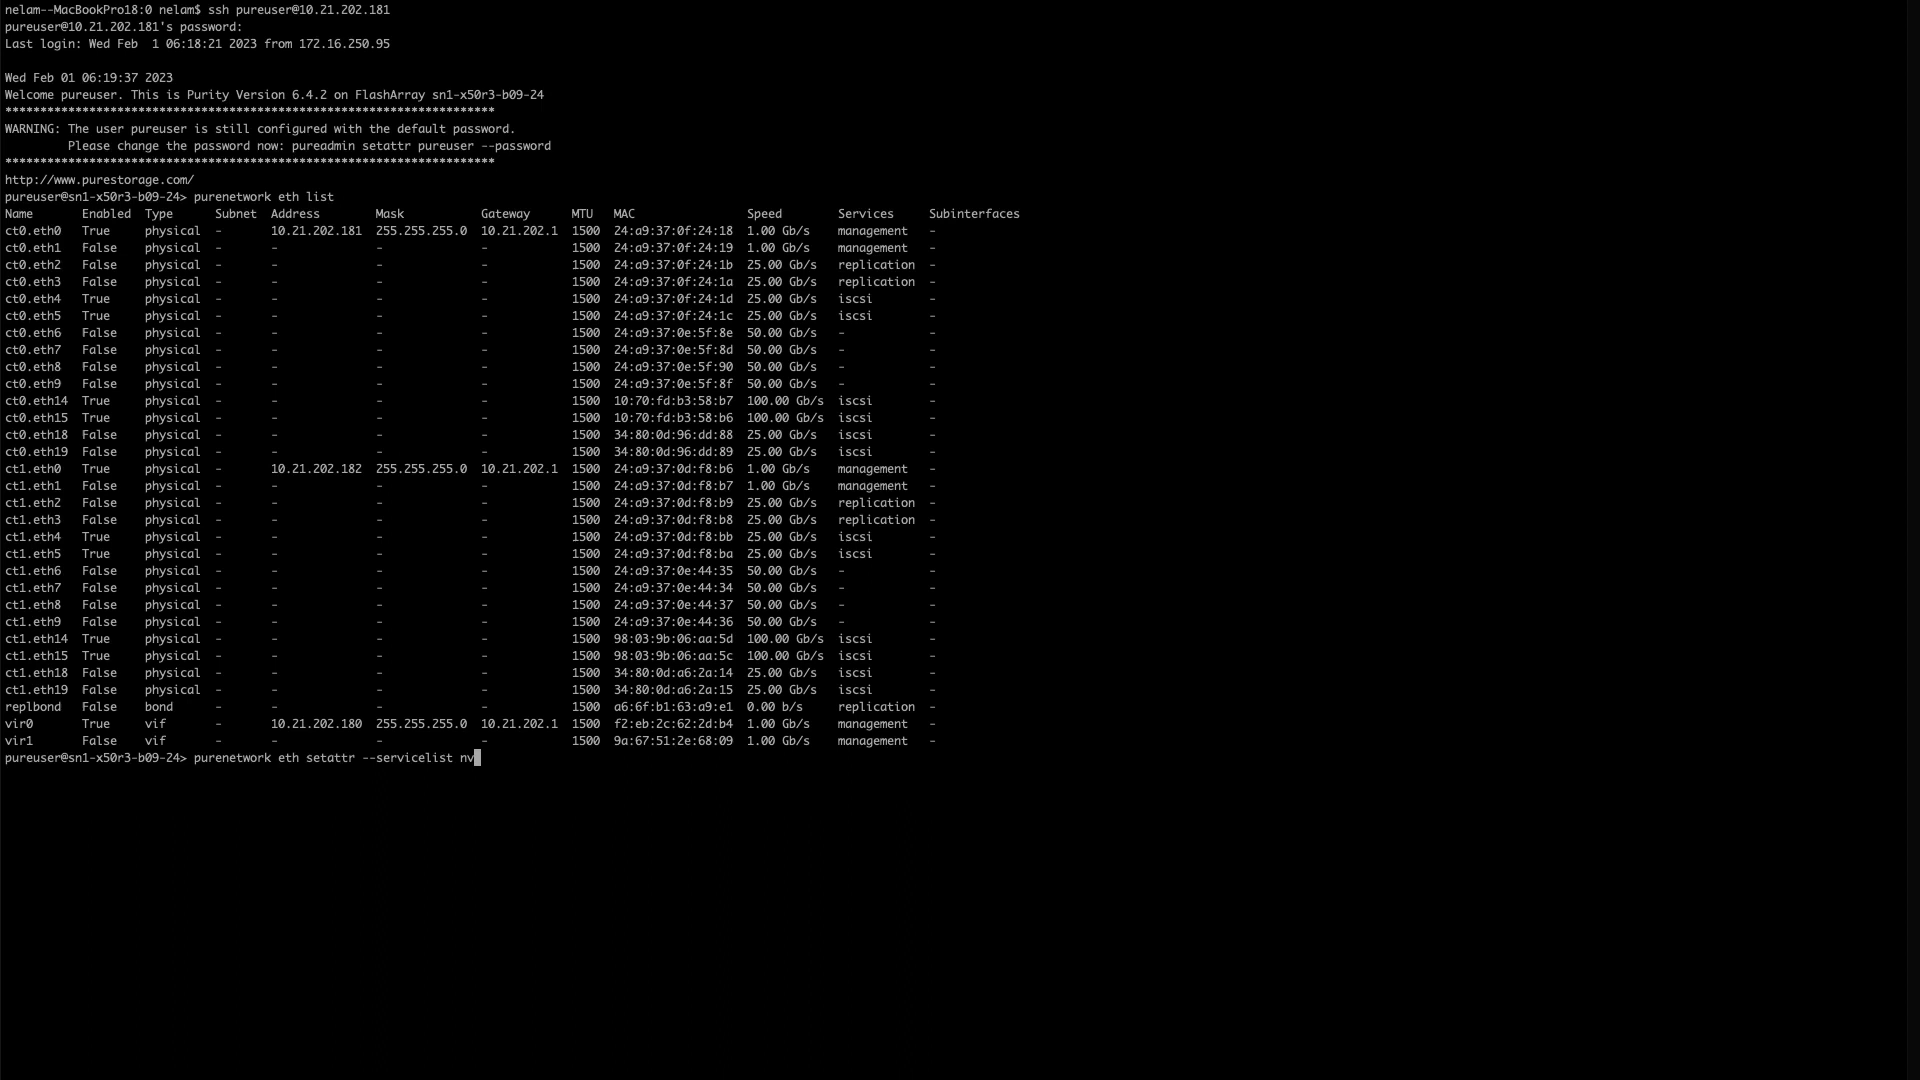 nelam--MacBookPro18:0 nelam$ ssh pureuser@10.21.202.181
pureuser@10.21.202.181's password:
Last login: Wed Feb  1 06:18:21 2023 from 172.16.250.95

Wed Feb 01 06:19:37 2023
Welcome pureuser. This is Purity Version 6.4.2 on FlashArray sn1-x50r3-b09-24
**********************************************************************
WARNING: The user pureuser is still configured with the default password.
         Please change the password now: pureadmin setattr pureuser --password
**********************************************************************
http://www.purestorage.com/
pureuser@sn1-x50r3-b09-24> purenetwork eth list
Name       Enabled  Type      Subnet  Address        Mask           Gateway      MTU   MAC                Speed        Services     Subinterfaces
ct0.eth0   True     physical  -       10.21.202.181  255.255.255.0  10.21.202.1  1500  24:a9:37:0f:24:18  1.00 Gb/s    management   -
ct0.eth1   False    physical  -       -              -              -            1500  24:a9:37:0f:24:19  1.00 Gb/s    management   -
ct0.eth2   False    physical  -       -              -              -            1500  24:a9:37:0f:24:1b  25.00 Gb/s   replication  -
ct0.eth3   False    physical  -       -              -              -            1500  24:a9:37:0f:24:1a  25.00 Gb/s   replication  -
ct0.eth4   True     physical  -       -              -              -            1500  24:a9:37:0f:24:1d  25.00 Gb/s   iscsi        -
ct0.eth5   True     physical  -       -              -              -            1500  24:a9:37:0f:24:1c  25.00 Gb/s   iscsi        -
ct0.eth6   False    physical  -       -              -              -            1500  24:a9:37:0e:5f:8e  50.00 Gb/s   -            -
ct0.eth7   False    physical  -       -              -              -            1500  24:a9:37:0e:5f:8d  50.00 Gb/s   -            -
ct0.eth8   False    physical  -       -              -              -            1500  24:a9:37:0e:5f:90  50.00 Gb/s   -            -
ct0.eth9   False    physical  -       -              -              -            1500  24:a9:37:0e:5f:8f  50.00 Gb/s   -            -
ct0.eth14  True     physical  -       -              -              -            1500  10:70:fd:b3:58:b7  100.00 Gb/s  iscsi        -
ct0.eth15  True     physical  -       -              -              -            1500  10:70:fd:b3:58:b6  100.00 Gb/s  iscsi        -
ct0.eth18  False    physical  -       -              -              -            1500  34:80:0d:96:dd:88  25.00 Gb/s   iscsi        -
ct0.eth19  False    physical  -       -              -              -            1500  34:80:0d:96:dd:89  25.00 Gb/s   iscsi        -
ct1.eth0   True     physical  -       10.21.202.182  255.255.255.0  10.21.202.1  1500  24:a9:37:0d:f8:b6  1.00 Gb/s    management   -
ct1.eth1   False    physical  -       -              -              -            1500  24:a9:37:0d:f8:b7  1.00 Gb/s    management   -
ct1.eth2   False    physical  -       -              -              -            1500  24:a9:37:0d:f8:b9  25.00 Gb/s   replication  -
ct1.eth3   False    physical  -       -              -              -            1500  24:a9:37:0d:f8:b8  25.00 Gb/s   replication  -
ct1.eth4   True     physical  -       -              -              -            1500  24:a9:37:0d:f8:bb  25.00 Gb/s   iscsi        -
ct1.eth5   True     physical  -       -              -              -            1500  24:a9:37:0d:f8:ba  25.00 Gb/s   iscsi        -
ct1.eth6   False    physical  -       -              -              -            1500  24:a9:37:0e:44:35  50.00 Gb/s   -            -
ct1.eth7   False    physical  -       -              -              -            1500  24:a9:37:0e:44:34  50.00 Gb/s   -            -
ct1.eth8   False    physical  -       -              -              -            1500  24:a9:37:0e:44:37  50.00 Gb/s   -            -
ct1.eth9   False    physical  -       -              -              -            1500  24:a9:37:0e:44:36  50.00 Gb/s   -            -
ct1.eth14  True     physical  -       -              -              -            1500  98:03:9b:06:aa:5d  100.00 Gb/s  iscsi        -
ct1.eth15  True     physical  -       -              -              -            1500  98:03:9b:06:aa:5c  100.00 Gb/s  iscsi        -
ct1.eth18  False    physical  -       -              -              -            1500  34:80:0d:a6:2a:14  25.00 Gb/s   iscsi        -
ct1.eth19  False    physical  -       -              -              -            1500  34:80:0d:a6:2a:15  25.00 Gb/s   iscsi        -
replbond   False    bond      -       -              -              -            1500  a6:6f:b1:63:a9:e1  0.00 b/s     replication  -
vir0       True     vif       -       10.21.202.180  255.255.255.0  10.21.202.1  1500  f2:eb:2c:62:2d:b4  1.00 Gb/s    management   -
vir1       False    vif       -       -              -              -            1500  9a:67:51:2e:68:09  1.00 Gb/s    management   -
pureuser@sn1-x50r3-b09-24> purenetwork eth setattr --servicelist nv